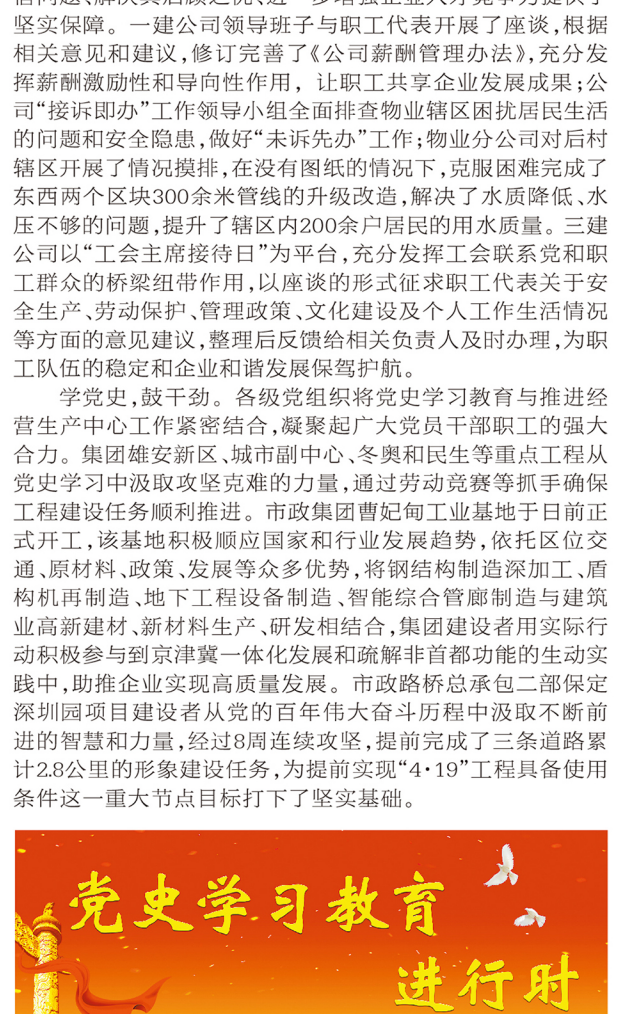 坚实保障。一建公司领导班子与职工代表开展了座谈,根据
相关意见和建议,修订完善了《公司薪酬管理办法》,充分发
挥薪酬激励性和导向性作用，让职工共享企业发展成果;公
司“接诉即办”工作领导小组全面排查物业辖区困扰居民生活
的问题和安全隐患,做好“未诉先办”工作;物业分公司对后村
辖区开展了情况摸排,在没有图纸的情况下,克服困难完成了
东西两个区块300余米管线的升级改造,解决了水质降低、水
压不够的问题,提升了辖区内200余户居民的用水质量。三建
公司以“工会主席接待日”为平台,充分发挥工会联系党和职
工群众的桥梁纽带作用,以座谈的形式征求职工代表关于安
全生产、劳动保护、管理政策、文化建设及个人工作生活情况
等方面的意见建议,整理后反馈给相关负责人及时办理,为职
工队伍的稳定和企业和谐发展保驾护航。
学党史,鼓干劲。各级党组织将党史学习教育与推进经
营生产中心工作紧密结合,凝聚起广大党员干部职工的强大
合力。集团雄安新区、城市副中心、冬奥和民生等重点工程从
党史学习中汲取攻坚克难的力量,通过劳动竞赛等抓手确保
工程建设任务顺利推进。市政集团曹妃甸工业基地于日前正
式开工,该基地积极顺应国家和行业发展趋势,依托区位交
通、原材料、政策、发展等众多优势,将钢结构制造深加工、盾
构机再制造、地下工程设备制造、智能综合管廊制造与建筑
业高新建材、新材料生产、研发相结合,集团建设者用实际行
动积极参与到京津冀一体化发展和疏解非首都功能的生动实
践中,助推企业实现高质量发展。市政路桥总承包二部保定
深圳园项目建设者从党的百年伟大奋斗历程中汲取不断前
进的智慧和力量,经过8周连续攻坚,提前完成了三条道路累
计2.8公里的形象建设任务,为提前实现“4·19”工程具备使用
条件这一重大节点目标打下了坚实基础。
党史学习教育
进行时